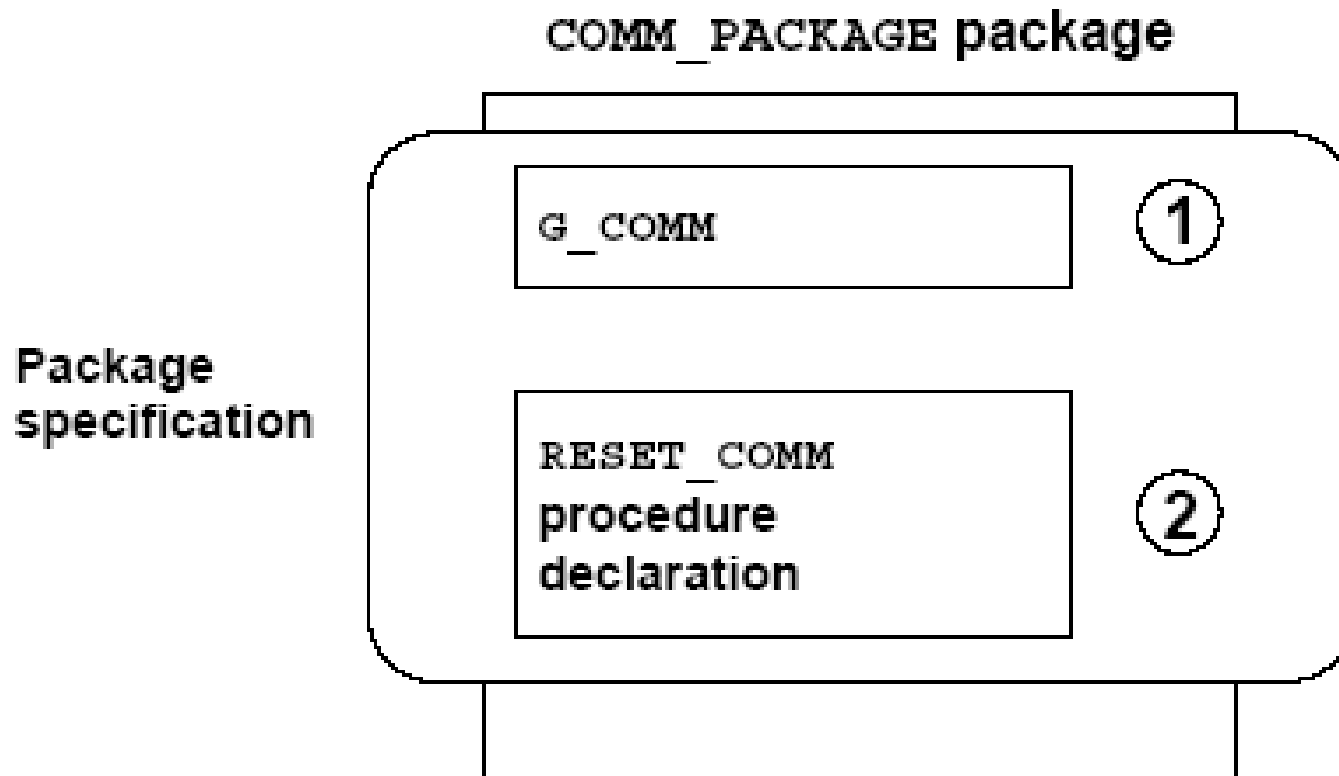 COMM_PACKAGE package
G_COMM
1
Package
specification
RESET_COMM
procedure
declaration
2